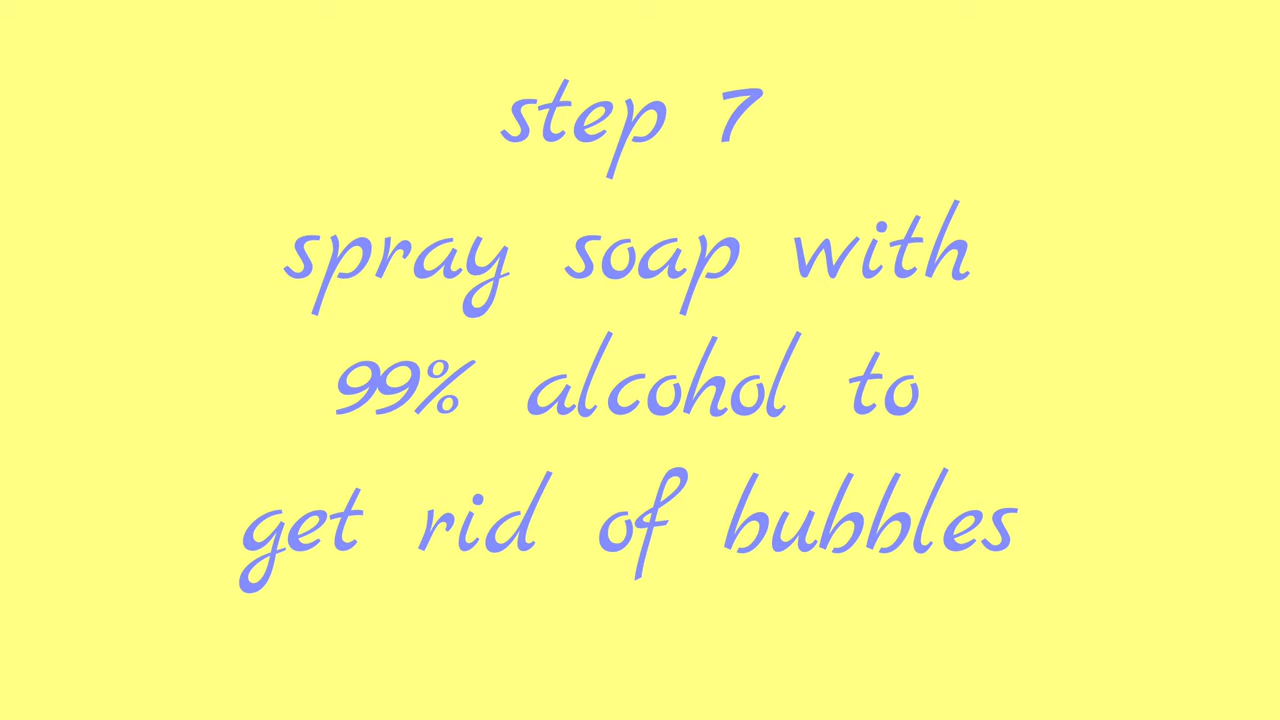 step 7
spray soap with
99% alcohol to
get rid of bubbles